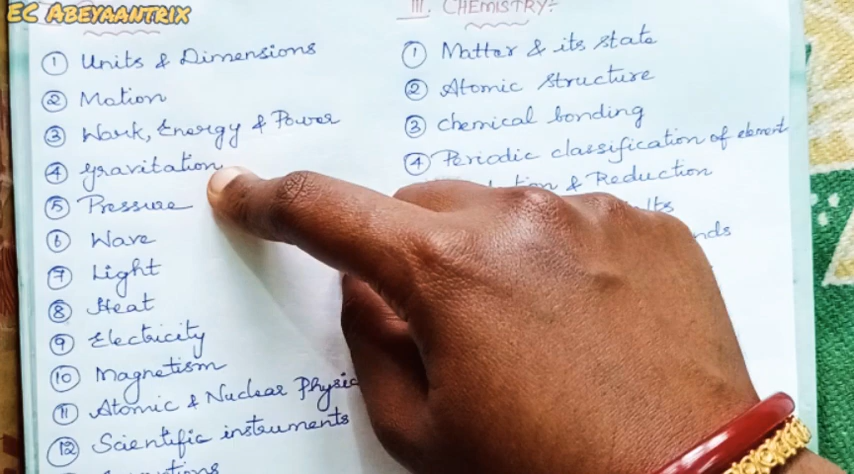 EC ABEYAANTRIX
① Units & Dimensions
② Motion
③ Work, Energy & Power
④ Gravitation
⑤ Pressure
⑥ Wave
⑦ Light
⑧ Heat
⑨ Electricity
⑩ Magnetism
⑪ Atomic & Nuclear Physic
⑫ Scientific instruments
III. CHEMISTRY:
① Matter & its state
② Atomic Structure
③ Chemical bonding
④ Periodic classification of element
& Reduction